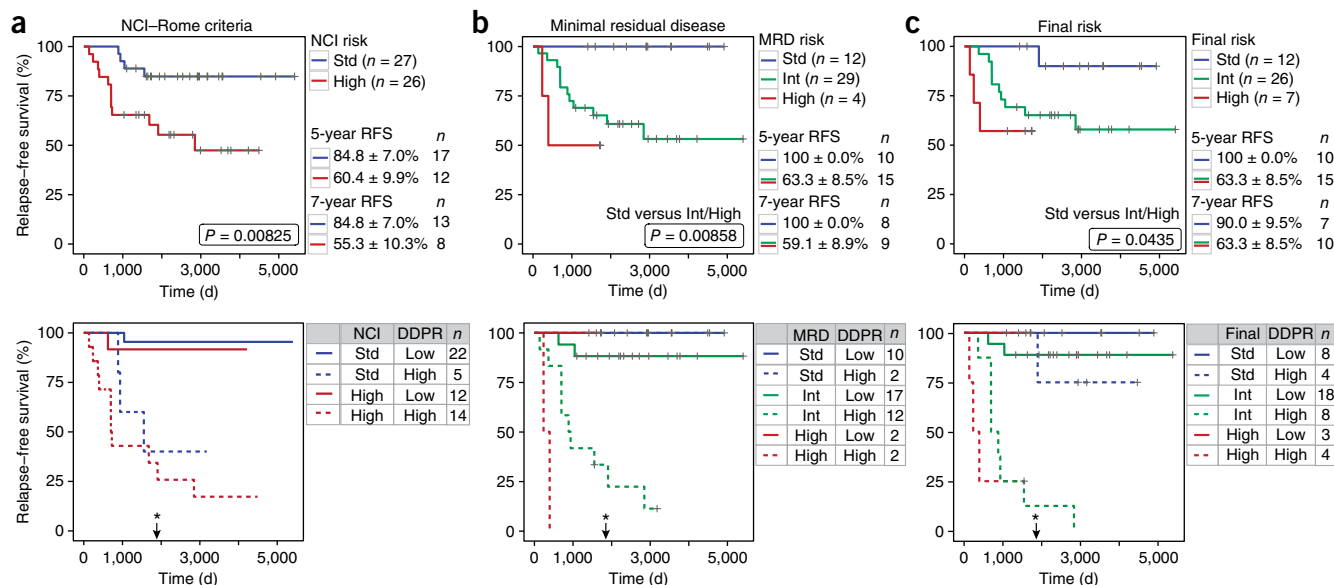 a
NCI–Rome criteria
Relapse–free survival (%)
100
75
50
25
0
0
1,000
3,000
5,000
Time (d)
P = 0.00825
NCI risk
Std (n = 27)
High (n = 26)
5-year RFS n
84.8 ± 7.0% 17
60.4 ± 9.9% 12
7-year RFS n
84.8 ± 7.0% 13
55.3 ± 10.3% 8
b
Minimal residual disease
100
75
50
25
0
0
1,000
3,000
5,000
Time (d)
Std versus Int/High
P = 0.00858
MRD risk
Std (n = 12)
Int (n = 29)
High (n = 4)
5-year RFS n
100 ± 0.0% 10
63.3 ± 8.5% 15
7-year RFS n
100 ± 0.0% 8
59.1 ± 8.9% 9
c
Final risk
Relapse–free survival (%)
100
75
50
25
0
0
1,000
3,000
5,000
Time (d)
Std versus Int/High
P = 0.0435
Final risk
Std (n = 12)
Int (n = 26)
High (n = 7)
5-year RFS n
100 ± 0.0% 10
63.3 ± 8.5% 15
7-year RFS n
90.0 ± 9.5% 7
63.3 ± 8.5% 10
Relapse–free survival (%)
100
75
50
25
0
*
0
1,000
3,000
5,000
Time (d)
NCI DDPR n
Std Low 22
Std High 5
High Low 12
High High 14
100
75
50
25
0
*
0
1,000
3,000
5,000
Time (d)
MRD DDPR n
Std Low 10
Std High 2
Int Low 17
Int High 12
High Low 2
High High 2
Relapse–free survival (%)
100
75
50
25
0
*
0
1,000
3,000
5,000
Time (d)
Final DDPR n
Std Low 8
Std High 4
Int Low 18
Int High 8
High Low 3
High High 4